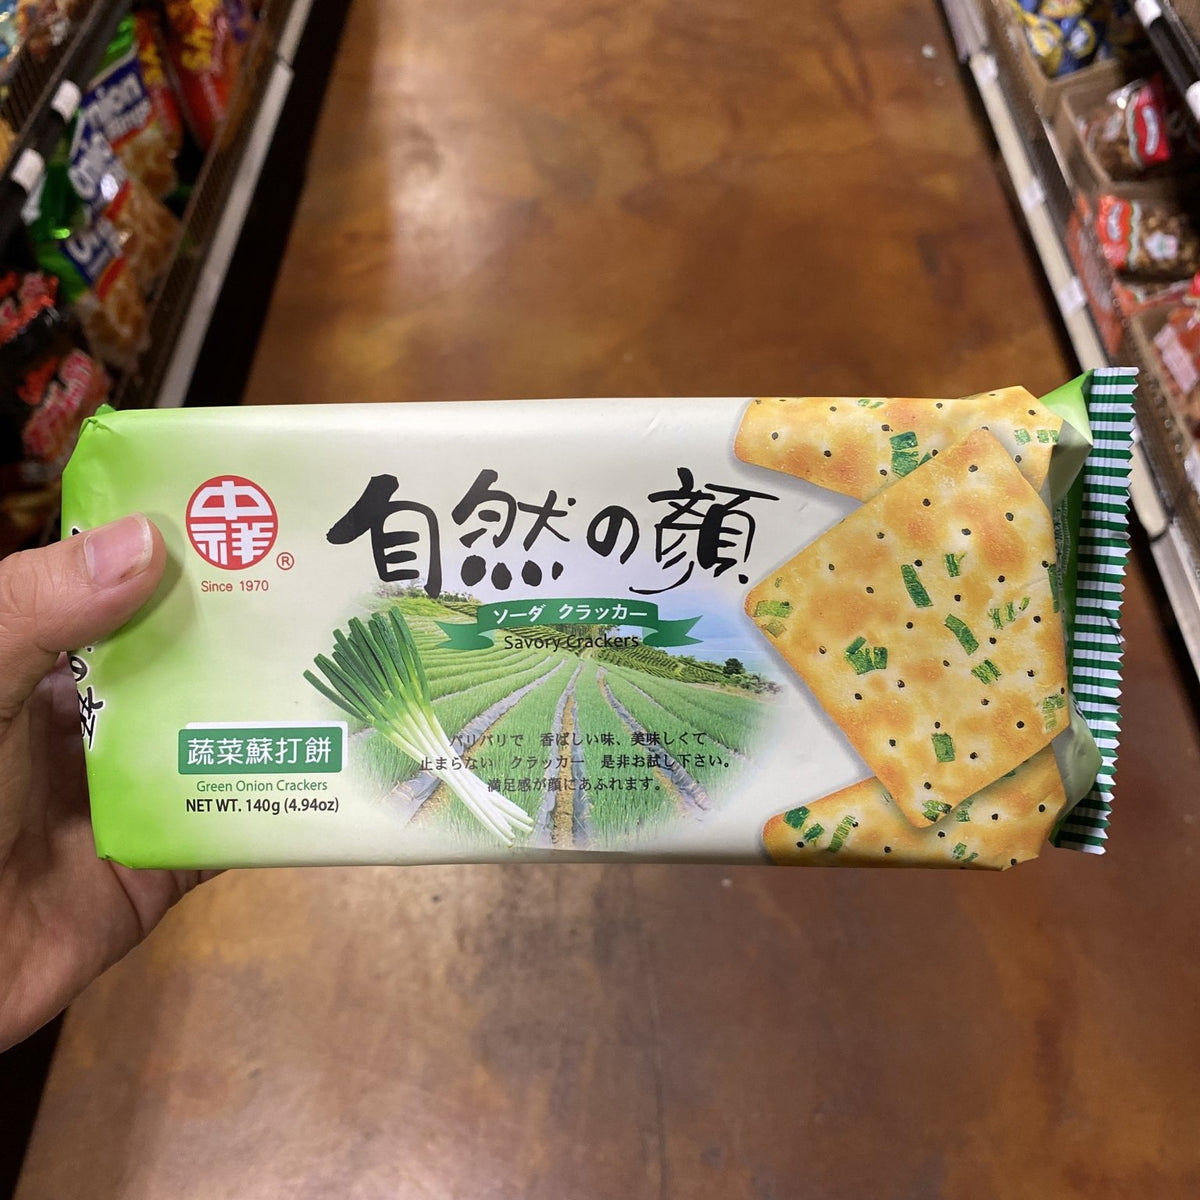 中祥
®
Since 1970
自然の顔
ソーダ クラッカー
Savory Crackers
パリパリで 香ばしい味、美味しくて
止まらない クラッカー 是非お試し下さい。
満足感が顔にあふれます。
蔬菜蘇打餅
Green Onion Crackers
NET WT. 140g (4.94oz)